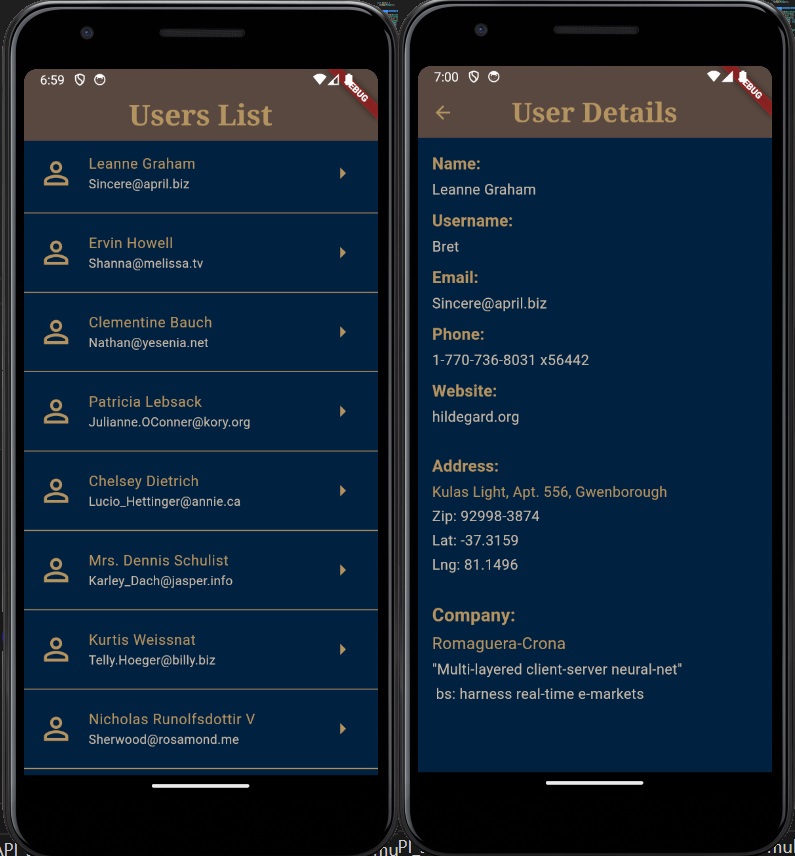 6:59
DEBUG
Users List
Leanne Graham
Sincere@april.biz
Ervin Howell
Shanna@melissa.tv
Clementine Bauch
Nathan@yesenia.net
Patricia Lebsack
Julianne.OConner@kory.org
Chelsey Dietrich
Lucio_Hettinger@annie.ca
Mrs. Dennis Schulist
Karley_Dach@jasper.info
Kurtis Weissnat
Telly.Hoeger@billy.biz
Nicholas Runolfsdottir V
Sherwood@rosamond.me
7:00
DEBUG
User Details
Name:
Leanne Graham
Username:
Bret
Email:
Sincere@april.biz
Phone:
1-770-736-8031 x56442
Website:
hildegard.org
Address:
Kulas Light, Apt. 556, Gwenborough
Zip: 92998-3874
Lat: -37.3159
Lng: 81.1496
Company:
Romaguera-Crona
"Multi-layered client-server neural-net"
bs: harness real-time e-markets